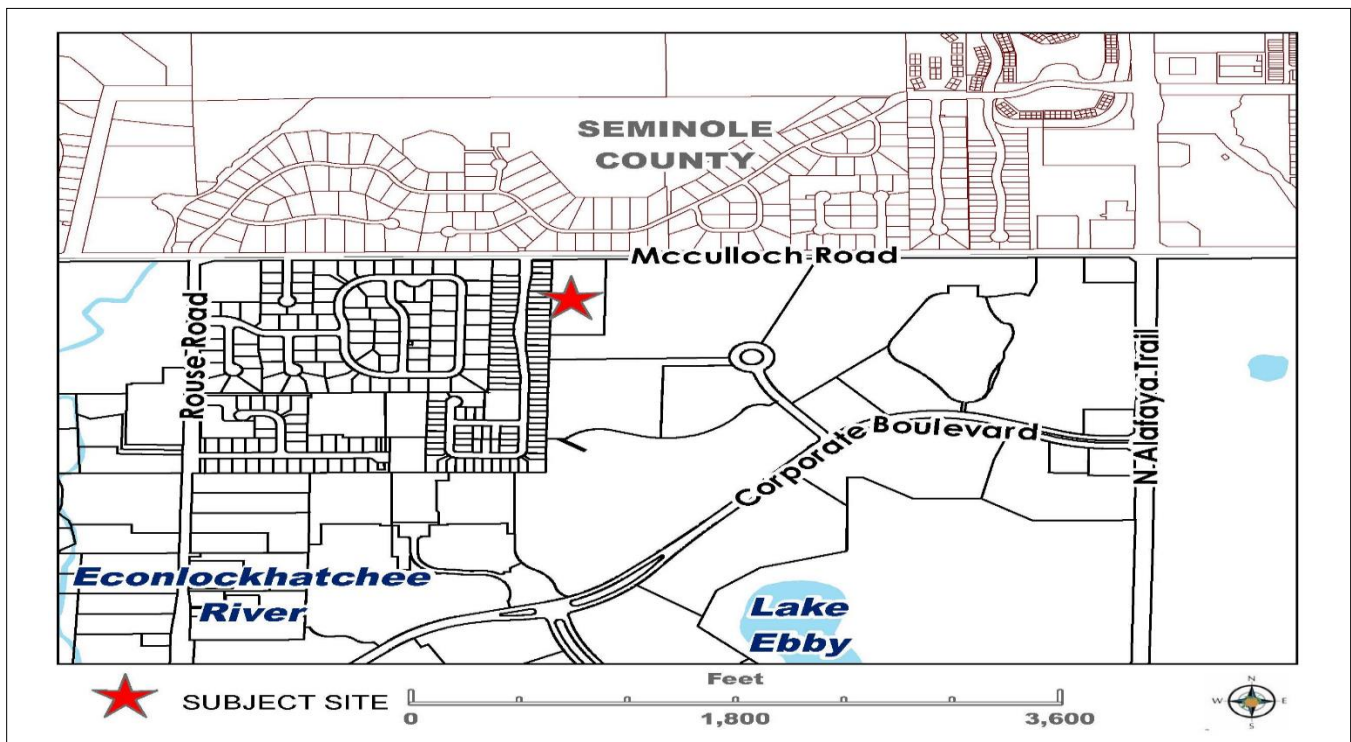 SEMINOLE
COUNTY
Mcculloch Road
Rouse Road
N Alafaya Trail
Corporate Boulevard
Econlockhatchee
River
Lake
Ebby
SUBJECT SITE
Feet
0
1,800
3,600
N
W
E
S